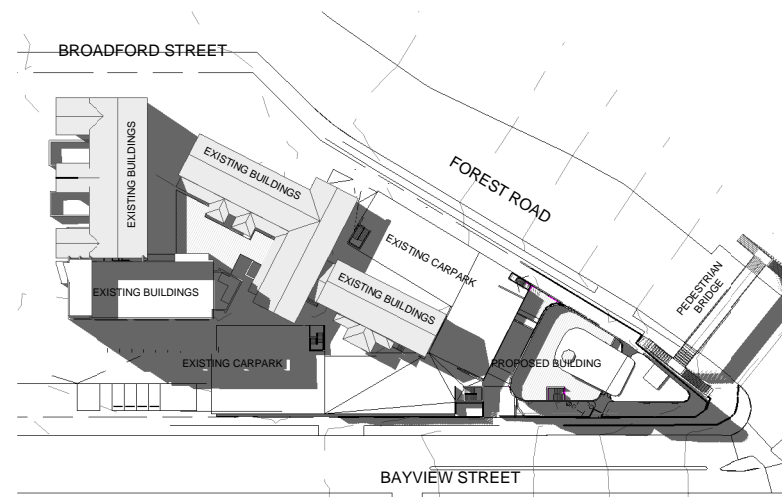 BROADFORD STREET
EXISTING BUILDINGS
EXISTING BUILDINGS
FOREST ROAD
EXISTING CARPARK
PEDESTRIAN
BRIDGE
EXISTING BUILDINGS
EXISTING BUILDINGS
EXISTING CARPARK
PROPOSED BUILDING
BAYVIEW STREET